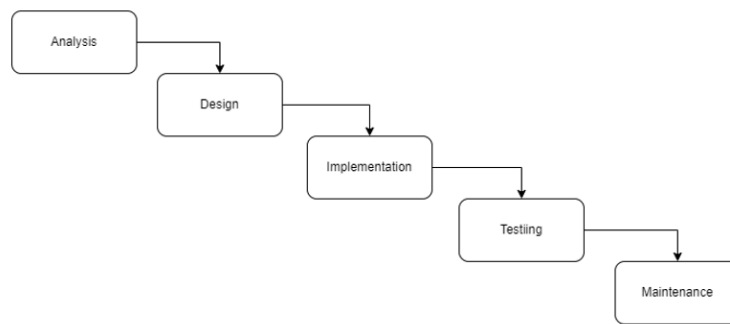 Analysis
Design
Implementation
Testiing
Maintenance